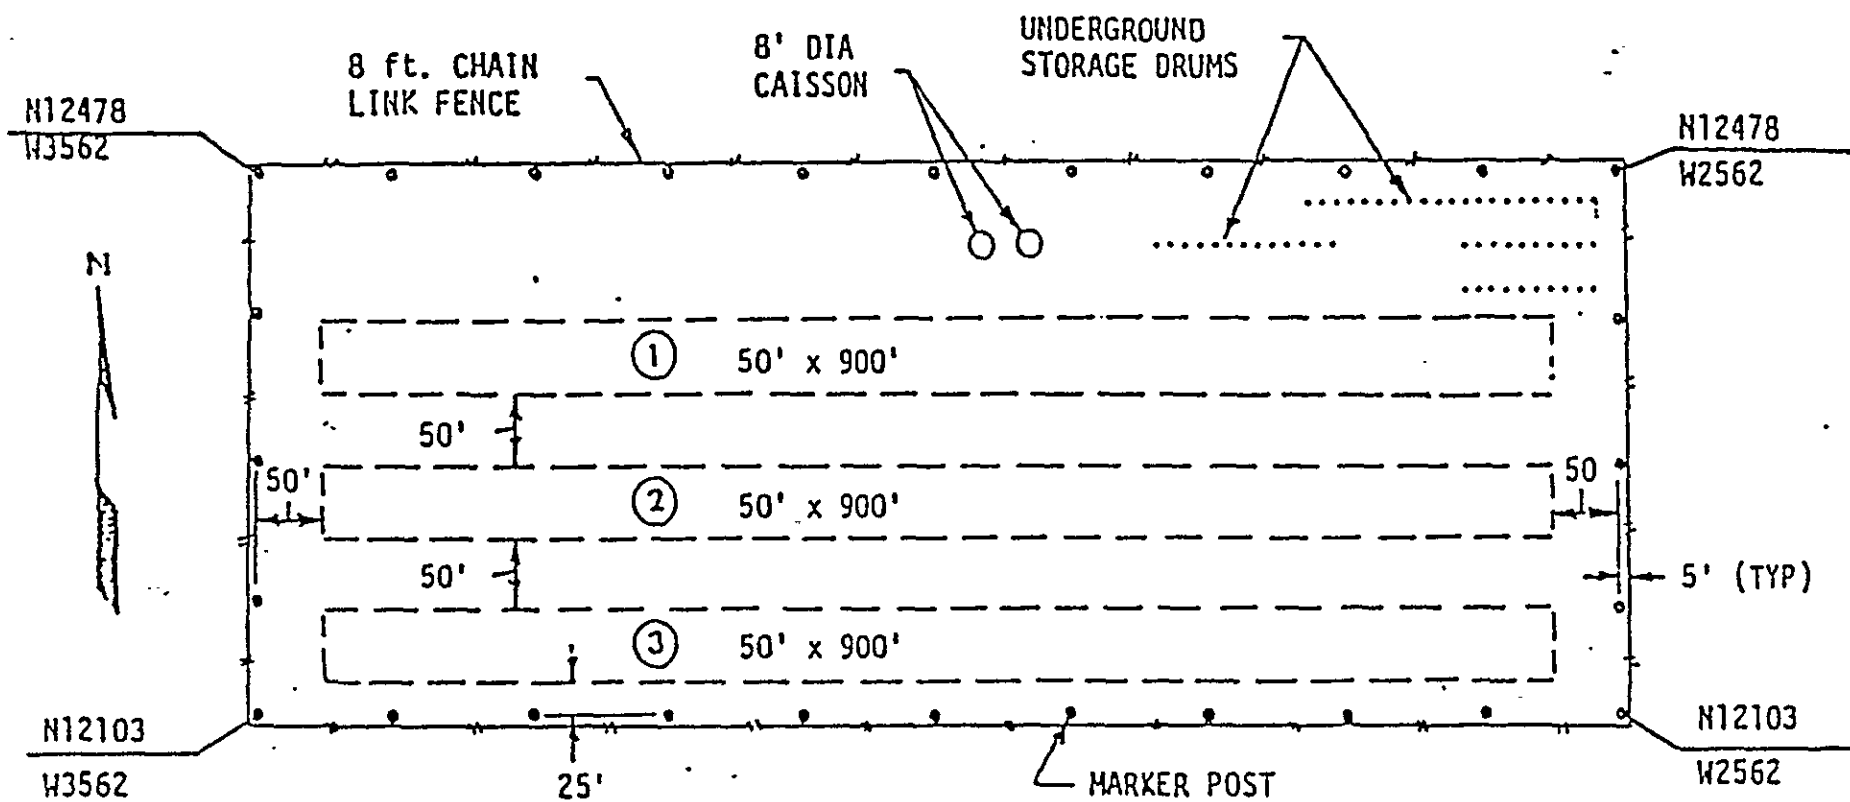 UNDERGROUND
STORAGE DRUMS
8' DIA
CAISSON
8 ft. CHAIN
LINK FENCE
N12478
W3562
N12478
W2562
N
1
50' x 900'
50'
50'
2
50' x 900'
50
50'
5' (TYP)
3
50' x 900'
N12103
W3562
25'
MARKER POST
N12103
W2562